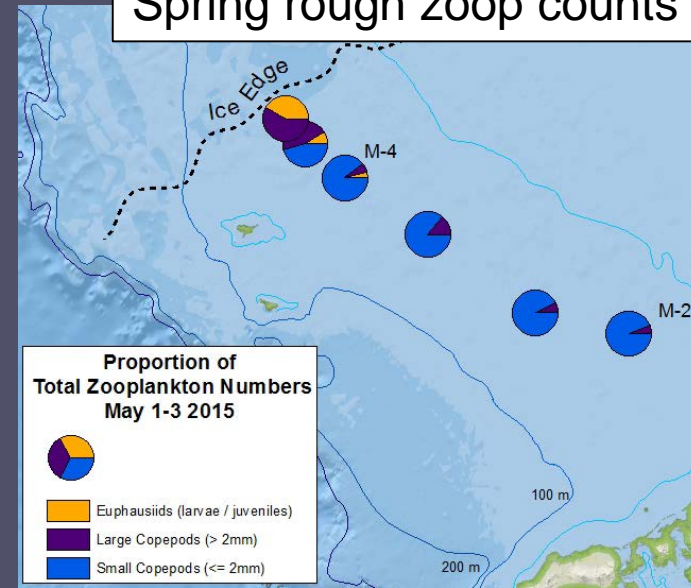 Spring rough zoop counts
Ice Edge
M-4
M-2
Proportion of
Total Zooplankton Numbers
May 1-3 2015
Euphausiids (larvae / juveniles)
Large Copepods (> 2mm)
Small Copepods (<= 2mm)
100 m
200 m